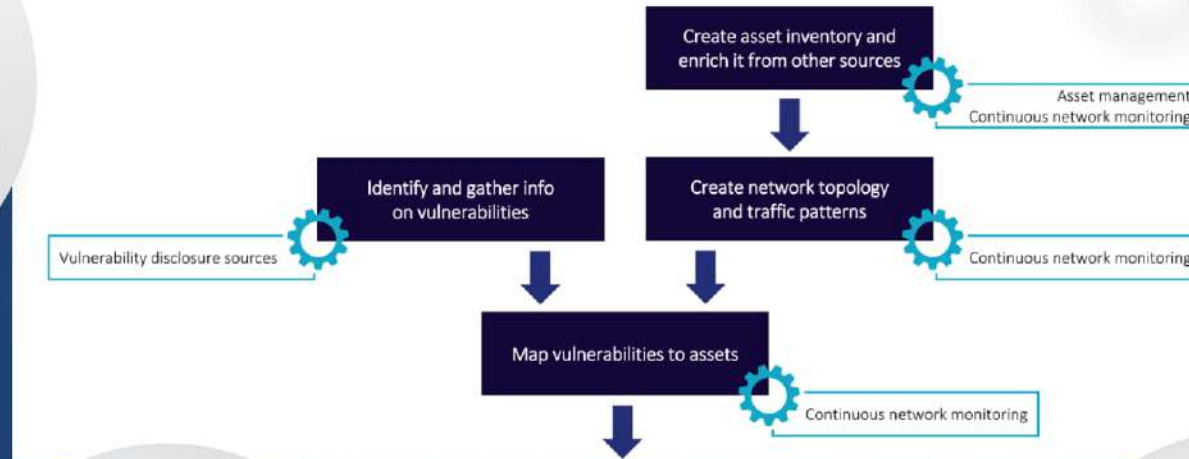 Create asset inventory and
enrich it from other sources
Asset management
Continuous network monitoring
Identify and gather info
on vulnerabilities
Create network topology
and traffic patterns
Vulnerability disclosure sources
Continuous network monitoring
Map vulnerabilities to assets
Continuous network monitoring